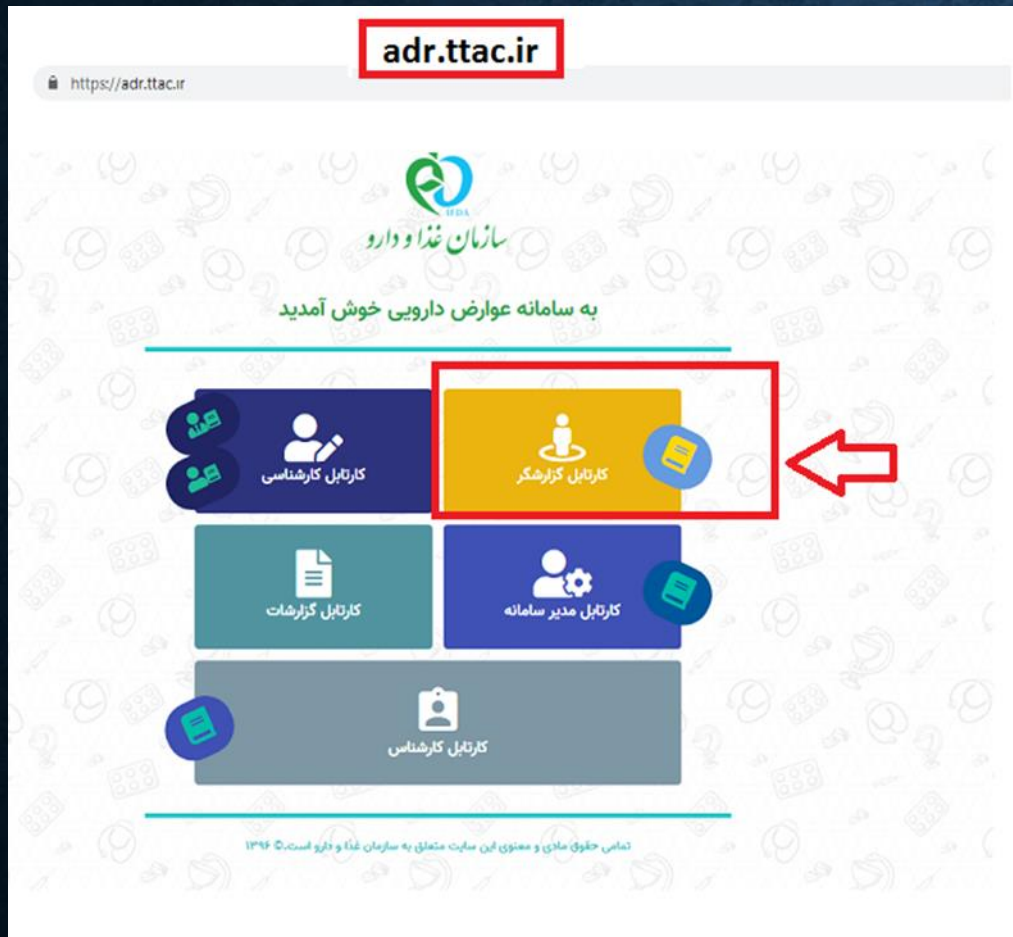 adr.ttac.ir
https://adr.ttac.ir
IFDA
سازمان غذا و دارو
به سامانه عوارض دارویی خوش آمدید
کارتابل گزارشگر
کارتابل کارشناسی
کارتابل مدیر سامانه
کارتابل گزارشات
کارتابل کارشناس
تمامی حقوق مادی و معنوی این سایت متعلق به سازمان غذا و دارو است.© ۱۳۹۶